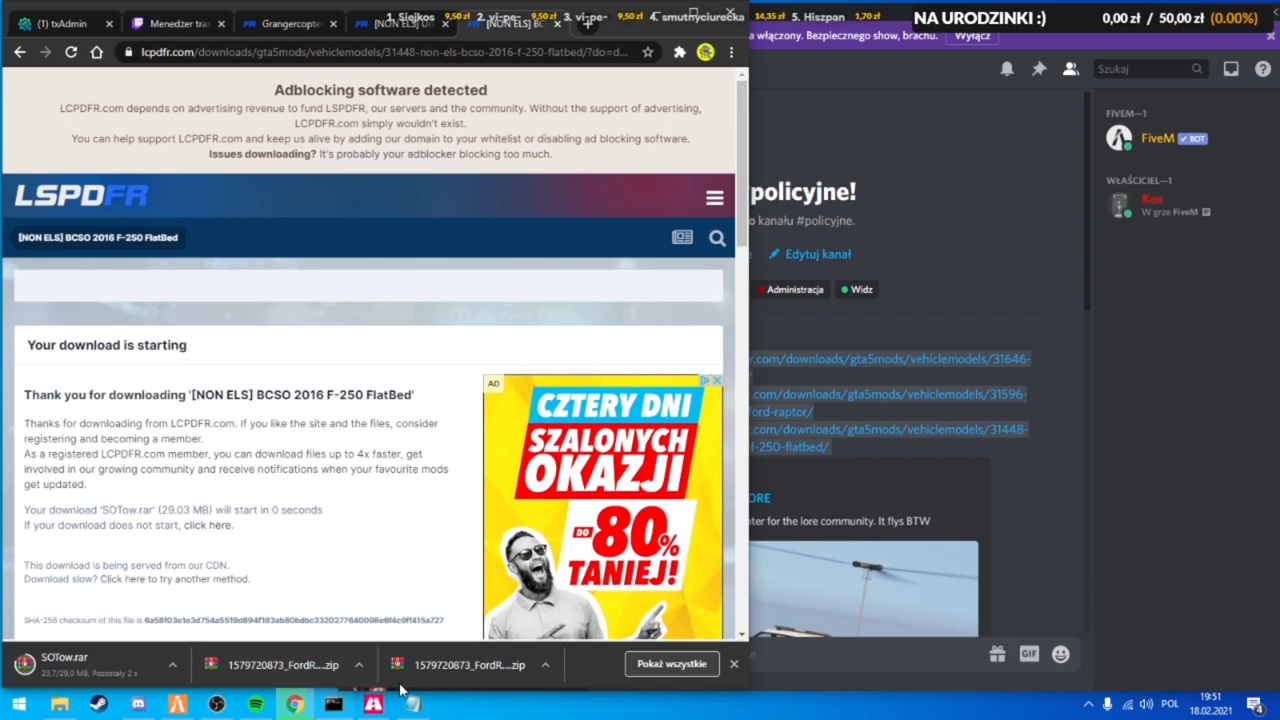 (1) txAdmin
Menedżer tra
Grangercopte
[NON ELS] U
[NON ELS] BC
1. Siejkos 9,50 zł 2. vi-pe- 9,50 zł 3. vi-pe- 9,50 zł 4. smutnyciurecka 14,35 zł 5. Hiszpan 1,70 zł
NA URODZINKI :) 0,00 zł / 50,00 zł (0.00%)
lcpdfr.com/downloads/gta5mods/vehiclemodels/31448-non-els-bcso-2016-f-250-flatbed/?do=d...
włączony. Bezpiecznego show, brachu. Wyłącz
Szukaj
Adblocking software detected
LCPDFR.com depends on advertising revenue to fund LSPDFR, our servers and the community. Without the support of advertising,
LCPDFR.com simply wouldn't exist.
You can help support LCPDFR.com and keep us alive by adding our domain to your whitelist or disabling ad blocking software.
Issues downloading? It's probably your adblocker blocking too much.
LSPDFR
[NON ELS] BCSO 2016 F-250 FlatBed
Your download is starting
Thank you for downloading '[NON ELS] BCSO 2016 F-250 FlatBed'
Thanks for downloading from LCPDFR.com. If you like the site and the files, consider
registering and becoming a member.
As a registered LCPDFR.com member, you can download files up to 4x faster, get
involved in our growing community and receive notifications when your favourite mods
get updated.
Your download 'SOTow.rar' (29.03 MB) will start in 0 seconds
If your download does not start, click here.
This download is being served from our CDN.
Download slow? Click here to try another method.
AD
CZTERY DNI
SZALONYCH
OKAZJI
DO 80%
TANIEJ!
policyjne!
o kanału #policyjne.
Edytuj kanał
Administracja
Widz
r.com/downloads/gta5mods/vehiclemodels/31646-
.com/downloads/gta5mods/vehiclemodels/31596-
ford-raptor/
r.com/downloads/gta5mods/vehiclemodels/31448-
f-250-flatbed/
ORE
nter for the lore community. It flys BTW
GIF
FIVEM—1
FiveM BOT
WŁAŚCICIEL—1
Kox
W grze FiveM
SOTow.rar
23,7/29,0 MB, Pozostały 2 s
1579720873_FordR....zip
1579720873_FordR....zip
Pokaż wszystkie
POL
19:51
18.02.2021
4